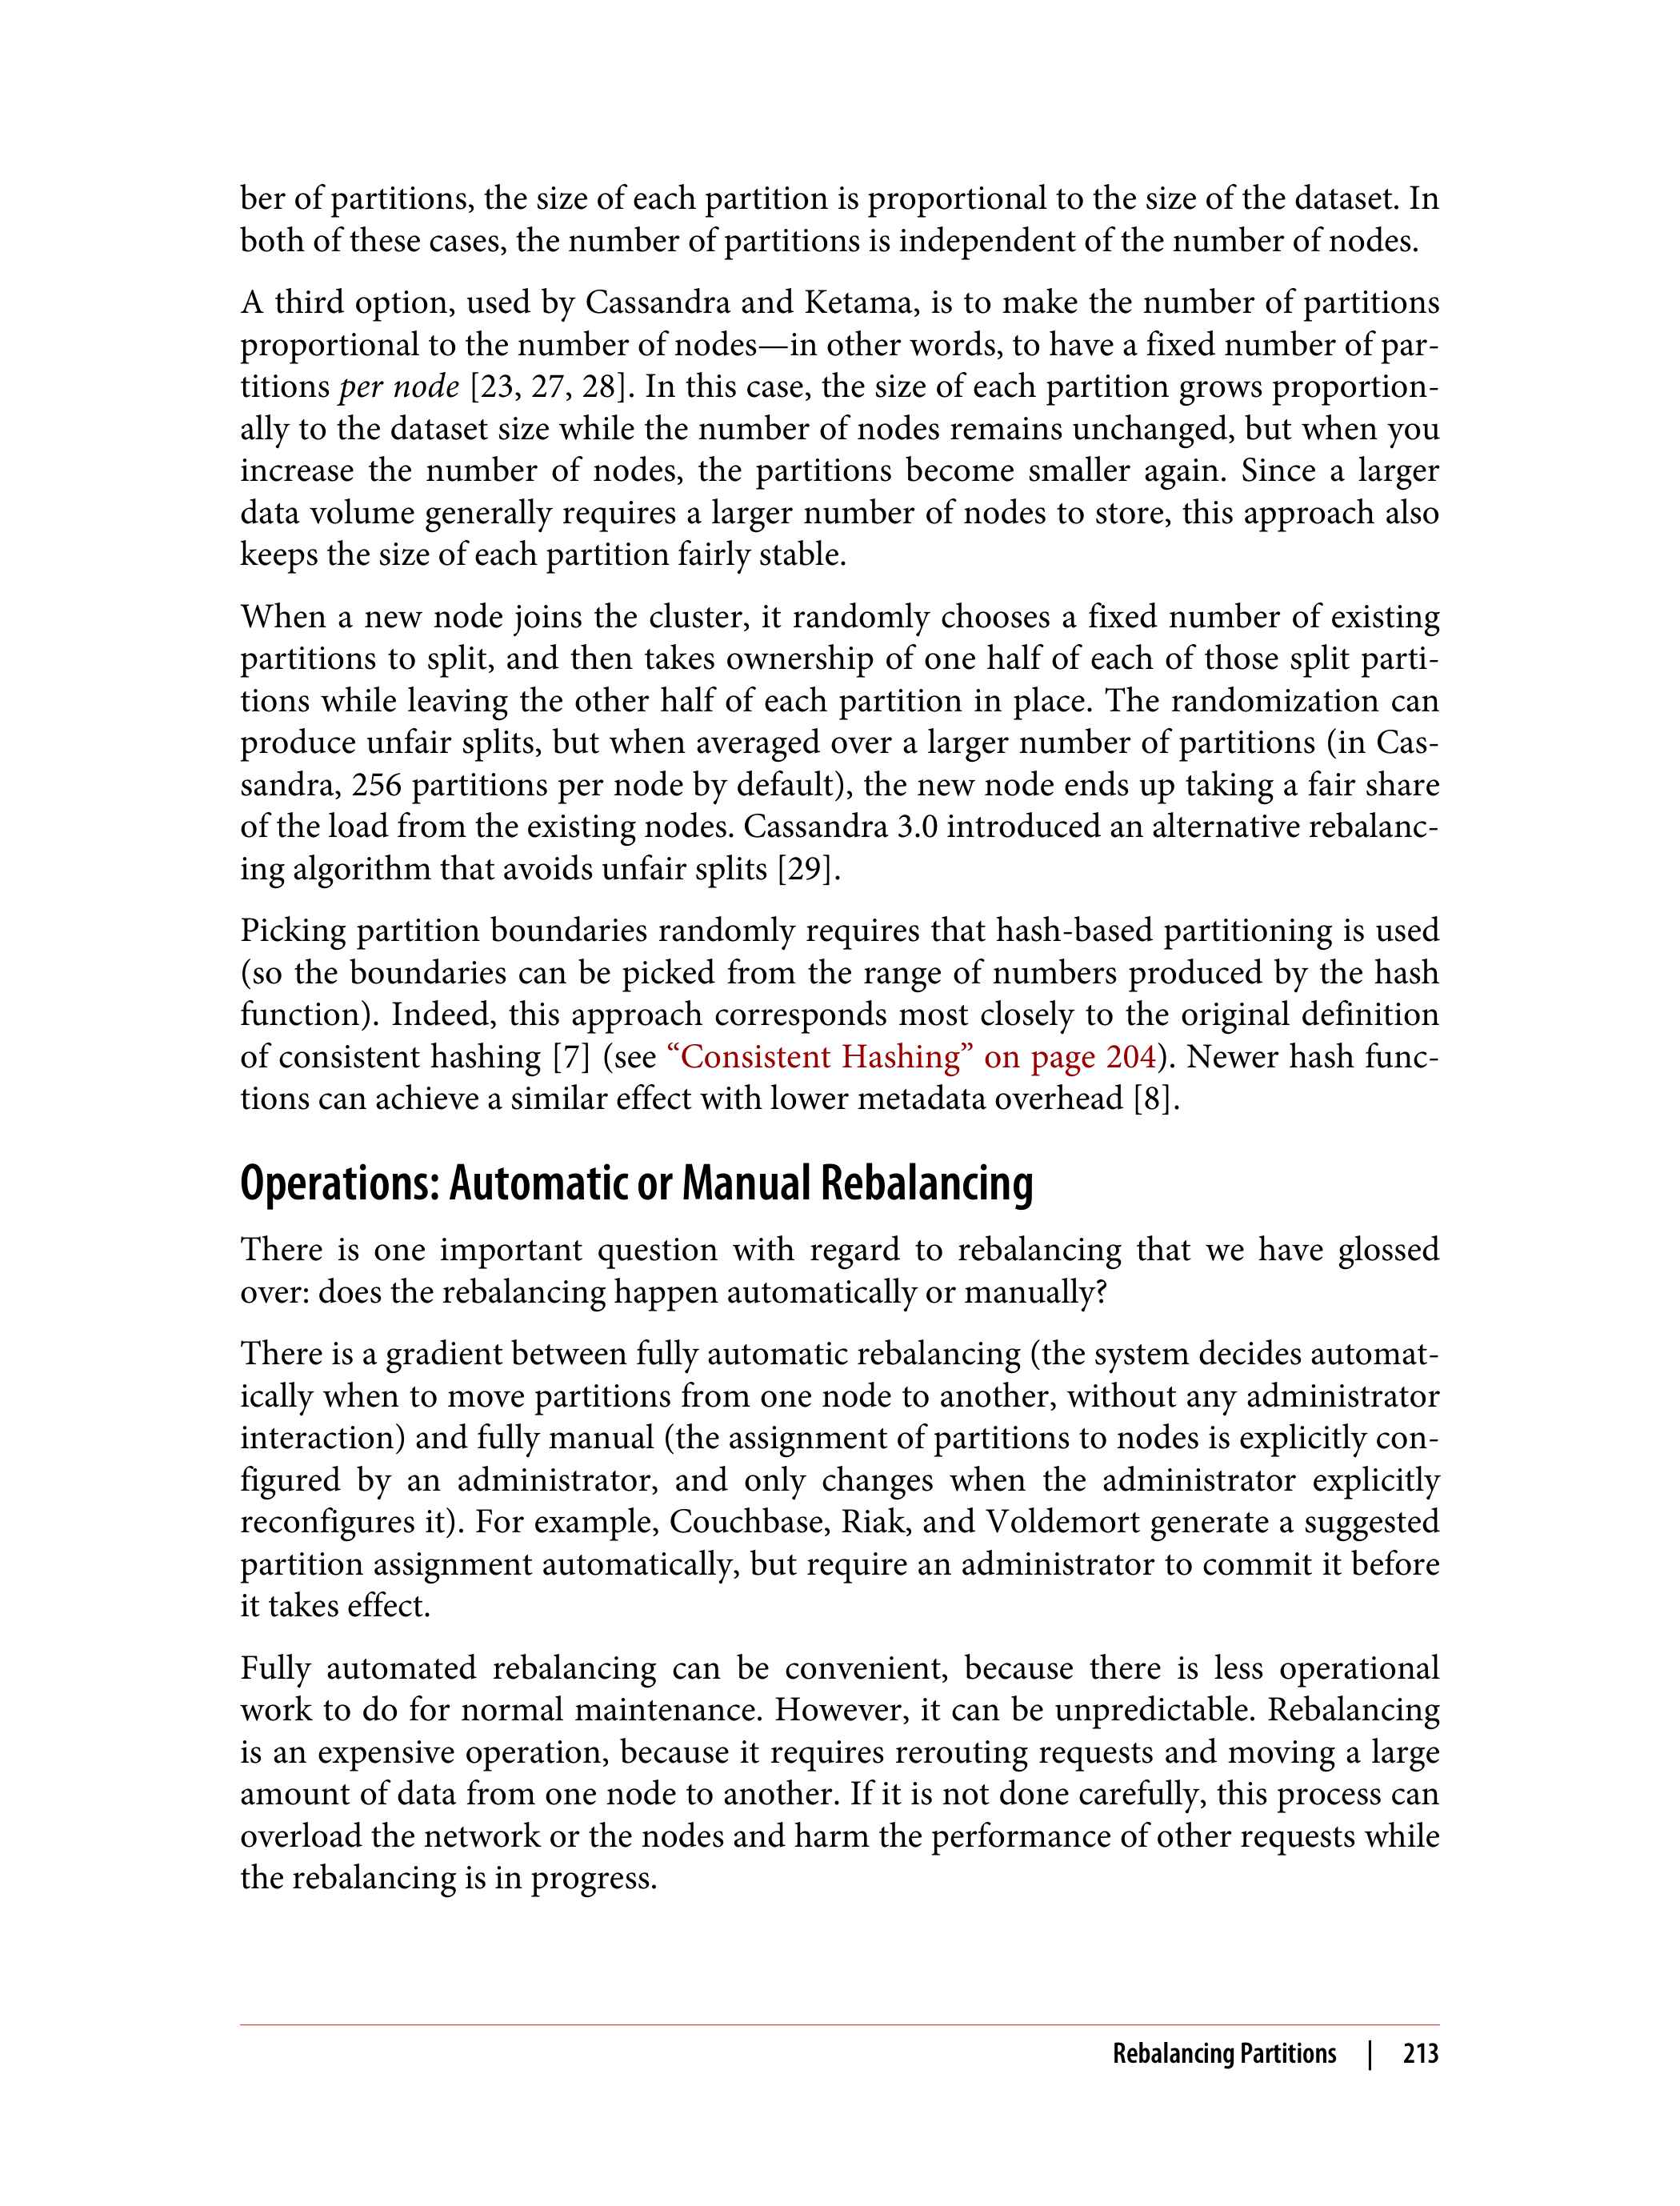 ber of partitions, the size of each partition is proportional to the size of the dataset. In
both of these cases, the number of partitions is independent of the number of nodes.
A third option, used by Cassandra and Ketama, is to make the number of partitions
proportional to the number of nodes—in other words, to have a fixed number of par-
titions per node [23, 27, 28]. In this case, the size of each partition grows proportion-
ally to the dataset size while the number of nodes remains unchanged, but when you
increase the number of nodes, the partitions become smaller again. Since a larger
data volume generally requires a larger number of nodes to store, this approach also
keeps the size of each partition fairly stable.
When a new node joins the cluster, it randomly chooses a fixed number of existing
partitions to split, and then takes ownership of one half of each of those split parti-
tions while leaving the other half of each partition in place. The randomization can
produce unfair splits, but when averaged over a larger number of partitions (in Cas-
sandra, 256 partitions per node by default), the new node ends up taking a fair share
of the load from the existing nodes. Cassandra 3.0 introduced an alternative rebalanc-
ing algorithm that avoids unfair splits [29].
Picking partition boundaries randomly requires that hash-based partitioning is used
(so the boundaries can be picked from the range of numbers produced by the hash
function). Indeed, this approach corresponds most closely to the original definition
of consistent hashing [7] (see “Consistent Hashing” on page 204). Newer hash func-
tions can achieve a similar effect with lower metadata overhead [8].
Operations: Automatic or Manual Rebalancing
There is one important question with regard to rebalancing that we have glossed
over: does the rebalancing happen automatically or manually?
There is a gradient between fully automatic rebalancing (the system decides automat-
ically when to move partitions from one node to another, without any administrator
interaction) and fully manual (the assignment of partitions to nodes is explicitly con-
figured by an administrator, and only changes when the administrator explicitly
reconfigures it). For example, Couchbase, Riak, and Voldemort generate a suggested
partition assignment automatically, but require an administrator to commit it before
it takes effect.
Fully automated rebalancing can be convenient, because there is less operational
work to do for normal maintenance. However, it can be unpredictable. Rebalancing
is an expensive operation, because it requires rerouting requests and moving a large
amount of data from one node to another. If it is not done carefully, this process can
overload the network or the nodes and harm the performance of other requests while
the rebalancing is in progress.
Rebalancing Partitions | 213